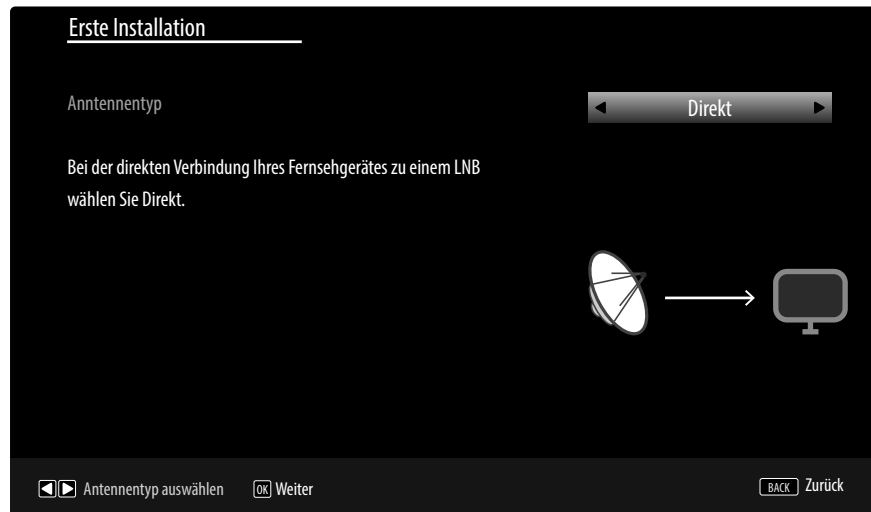 Erste Installation
Anntennentyp
Direkt
Bei der direkten Verbindung Ihres Fernsehgerätes zu einem LNB
wählen Sie Direkt.
Antennentyp auswählen
OK Weiter
BACK Zurück